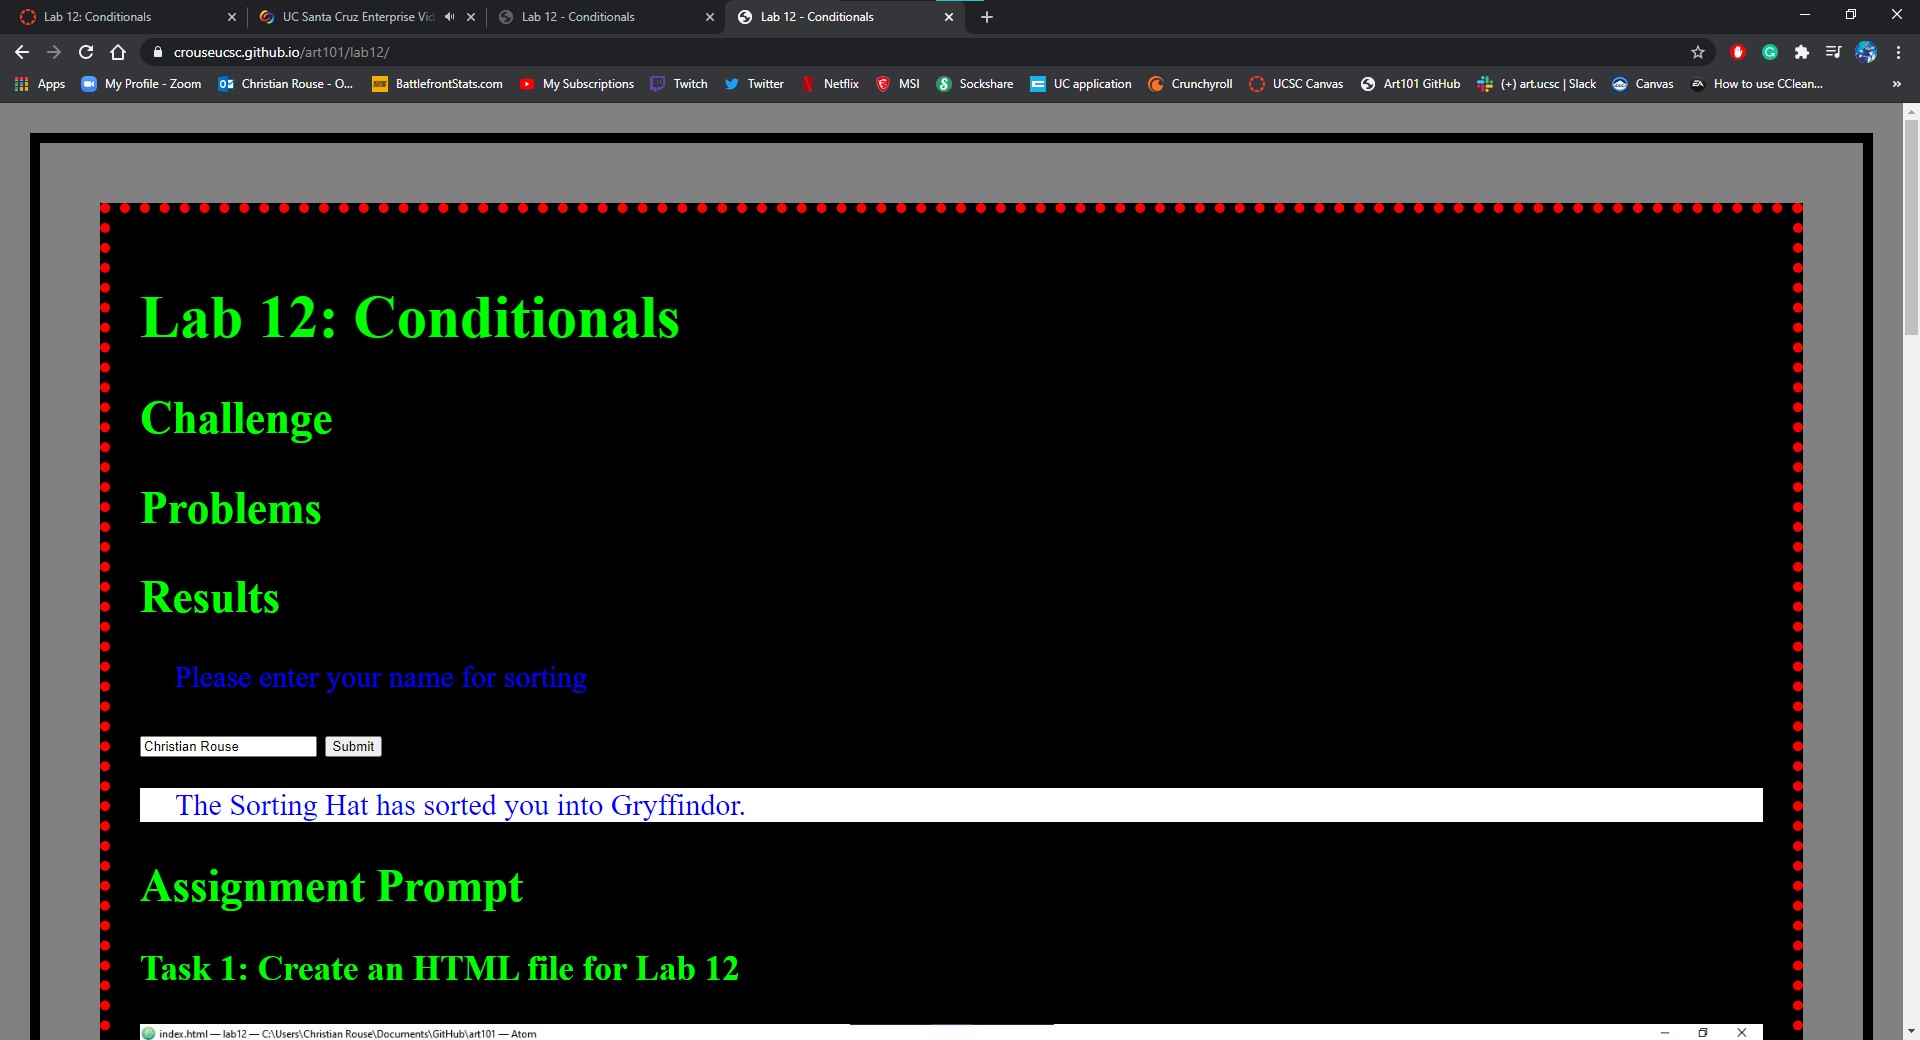 Lab 12: Conditionals
UC Santa Cruz Enterprise Vid
Lab 12 - Conditionals
Lab 12 - Conditionals
crouseucsc.github.io/art101/lab12/
Apps
My Profile - Zoom
Christian Rouse - O...
BattlefrontStats.com
My Subscriptions
Twitch
Twitter
Netflix
MSI
Sockshare
UC application
Crunchyroll
UCSC Canvas
Art101 GitHub
(+) art.ucsc | Slack
Canvas
How to use CClean...
»
Lab 12: Conditionals
Challenge
Problems
Results
Please enter your name for sorting
Christian Rouse
Submit
The Sorting Hat has sorted you into Gryffindor.
Assignment Prompt
Task 1: Create an HTML file for Lab 12
index.html — lab12 — C:\Users\Christian Rouse\Documents\GitHub\art101 — Atom